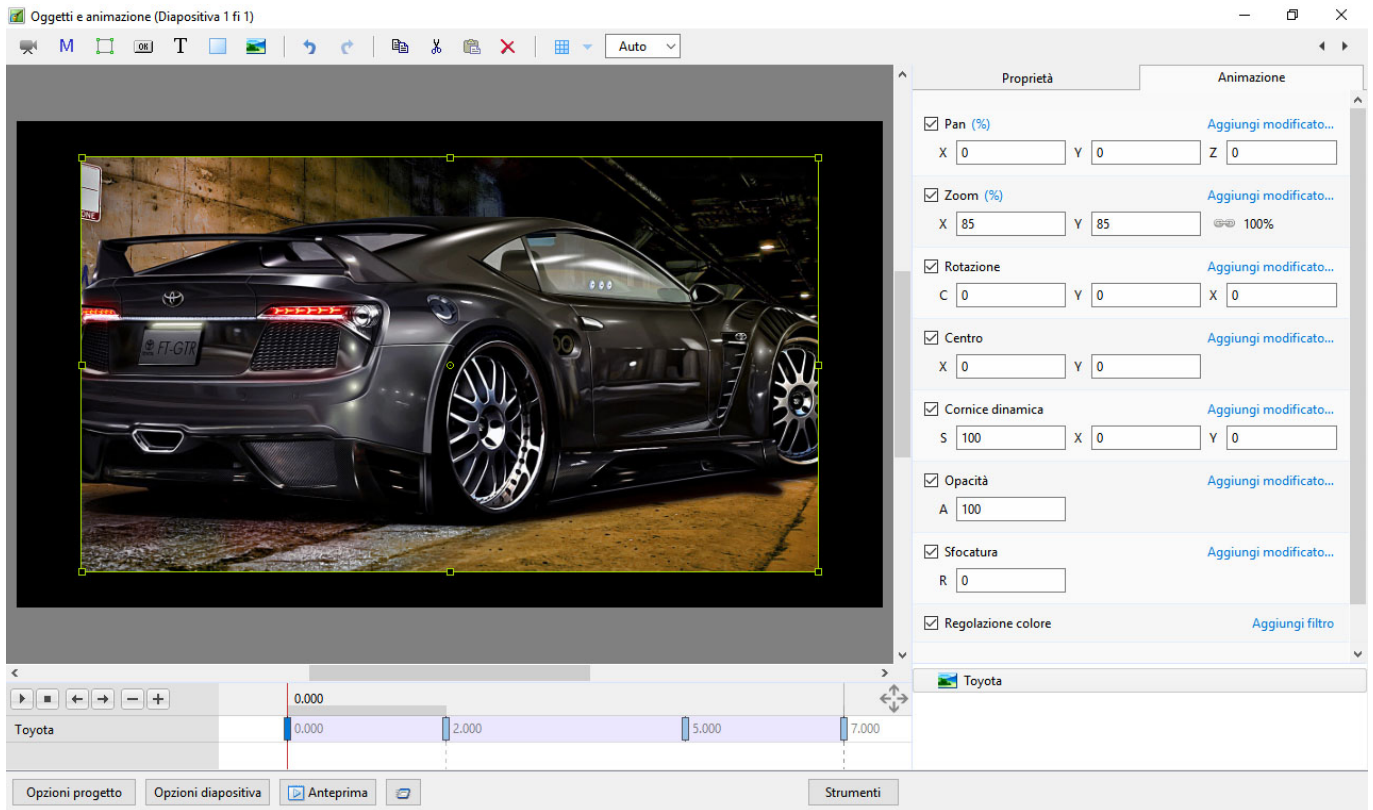 Oggetti e animazione (Diapositiva 1 fi 1)
M OK T Auto
Proprietà Animazione
Pan (%) Aggiungi modificato...
X 0 Y 0 Z 0
Zoom (%) Aggiungi modificato...
X 85 Y 85 100%
Rotazione Aggiungi modificato...
C 0 Y 0 X 0
Centro Aggiungi modificato...
X 0 Y 0
Cornice dinamica Aggiungi modificato...
S 100 X 0 Y 0
Opacità Aggiungi modificato...
A 100
Sfocatura Aggiungi modificato...
R 0
Regolazione colore Aggiungi filtro
ONE
FT-GTR
Toyota
0.000
Toyota 0.000 2.000 5.000 7.000
Opzioni progetto Opzioni diapositiva Anteprima Strumenti